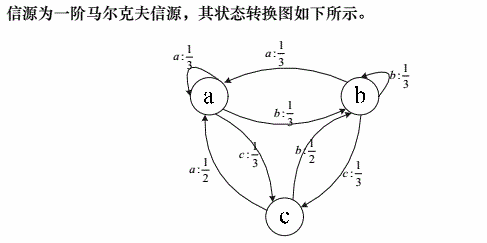 信源为一阶马尔克夫信源，其状态转换图如下所示。
a:1/3
a:1/3
b:1/3
a
b
b:1/3
c:1/3
b:1/2
a:1/2
c:1/3
c